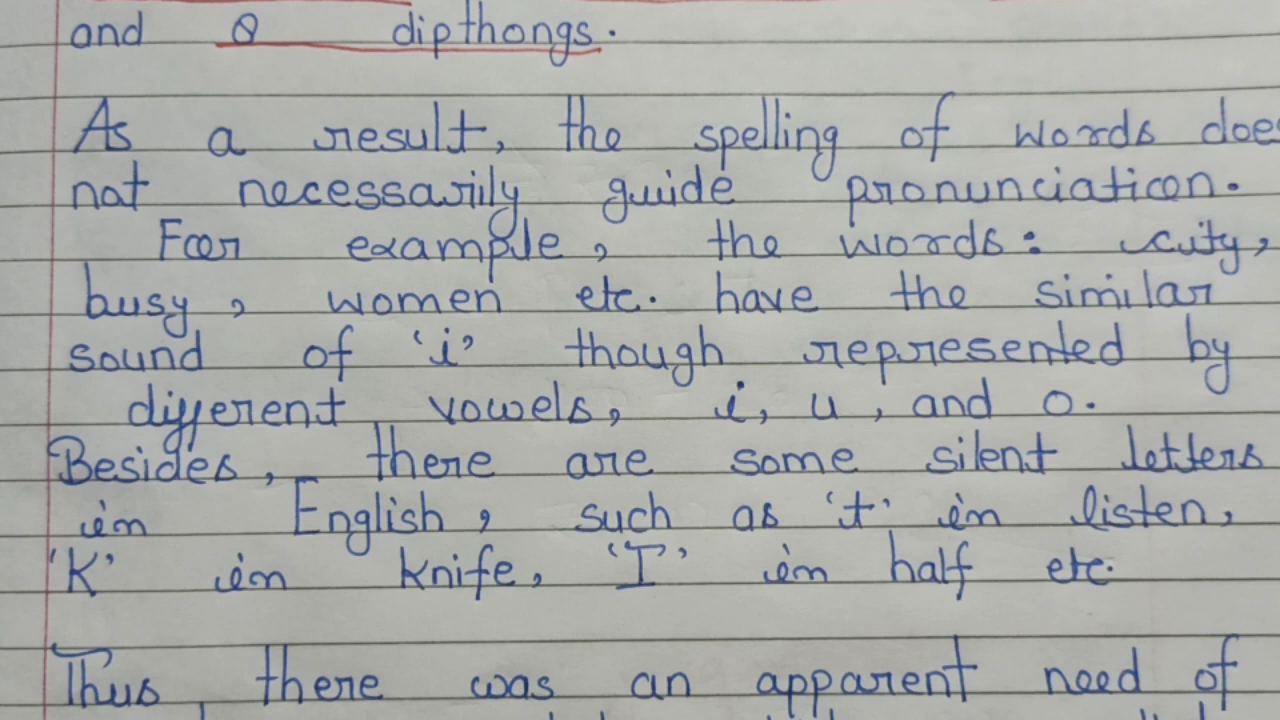 and 8 dipthongs.
As a result, the spelling of words doe
not necessarily guide pronunciation.
For example, the words: city,
busy, women etc. have the similar
sound of 'i' though represented by
different vowels, i, u, and o.
Besides, there are some silent letters
in English, such as 't' in listen,
'K' in knife, 'I' in half etc.
Thus, there was an apparent need of